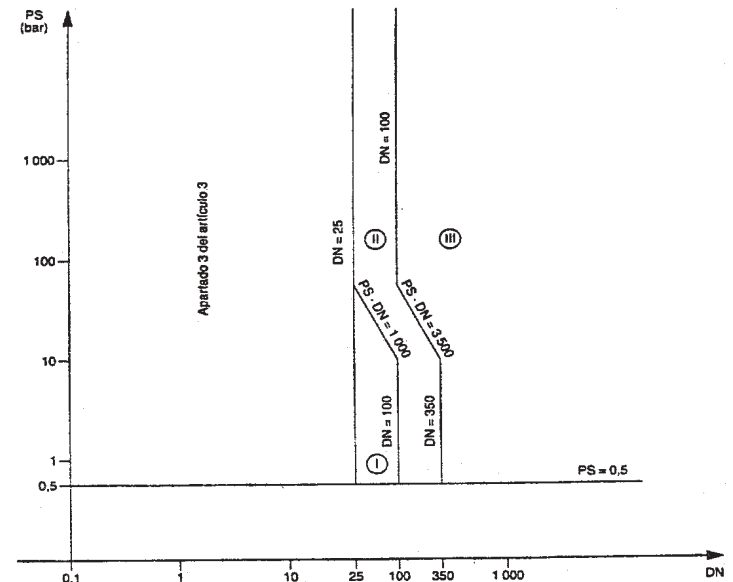 PS
(bar)
1 000
100
10
1
0,5
Apartado 3 del artículo 3
DN = 25
DN = 100
II
III
PS · DN = 1 000
PS · DN = 3 500
DN = 100
DN = 350
I
PS = 0,5
0,1
1
10
25
100
350
1 000
DN